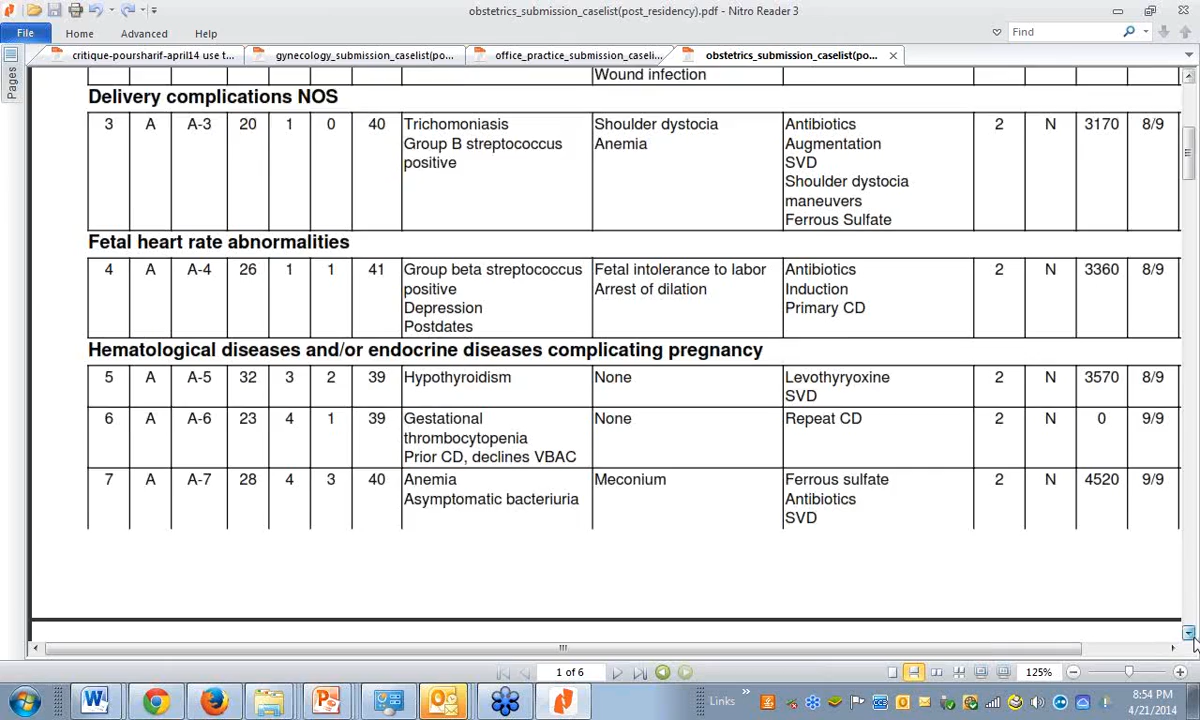 obstetrics_submission_caselist(post_residency).pdf - Nitro Reader 3
File Home Advanced Help Find
critique-poursharif-april14 use t... gynecology_submission_caselist(po... office_practice_submission_caseli... obstetrics_submission_caselist(po...
Pages
Wound infection
Delivery complications NOS
3 A A-3 20 1 0 40 Trichomoniasis Shoulder dystocia Antibiotics 2 N 3170 8/9
Group B streptococcus Anemia Augmentation
positive SVD
Shoulder dystocia
maneuvers
Ferrous Sulfate
Fetal heart rate abnormalities
4 A A-4 26 1 1 41 Group beta streptococcus Fetal intolerance to labor Antibiotics 2 N 3360 8/9
positive Arrest of dilation Induction
Depression Primary CD
Postdates
Hematological diseases and/or endocrine diseases complicating pregnancy
5 A A-5 32 3 2 39 Hypothyroidism None Levothyryoxine 2 N 3570 8/9
SVD
6 A A-6 23 4 1 39 Gestational None Repeat CD 2 N 0 9/9
thrombocytopenia
Prior CD, declines VBAC
7 A A-7 28 4 3 40 Anemia Meconium Ferrous sulfate 2 N 4520 9/9
Asymptomatic bacteriuria Antibiotics
SVD
1 of 6 125%
Links 8:54 PM
4/21/2014